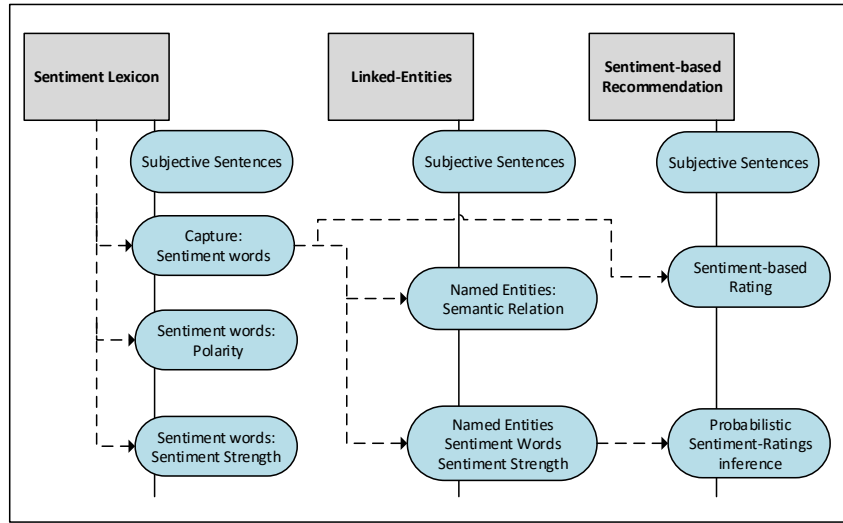 Sentiment Lexicon
Linked-Entities
Sentiment-based
Recommendation
Subjective Sentences
Subjective Sentences
Subjective Sentences
Capture:
Sentiment words
Sentiment-based
Rating
Named Entities:
Semantic Relation
Sentiment words:
Polarity
Sentiment words:
Sentiment Strength
Named Entities
Sentiment Words
Sentiment Strength
Probabilistic
Sentiment-Ratings
inference